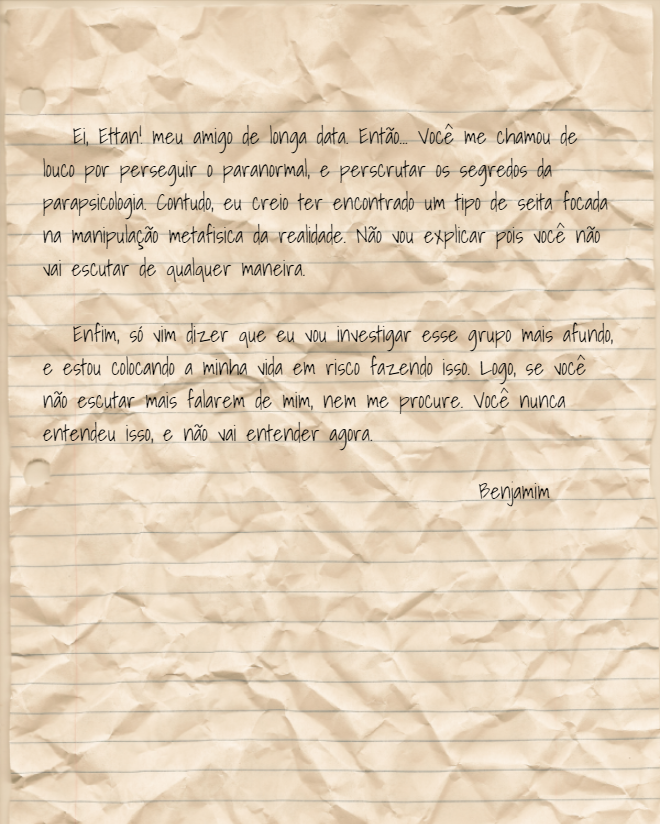 Ei, Ettan! meu amigo de longa data. Então... Você me chamou de
louco por perseguir o paranormal, e perscrutar os segredos da
parapsicologia. Contudo, eu creio ter encontrado um tipo de seita focada
na manipulação metafisica da realidade. Não vou explicar pois você não
vai escutar de qualquer maneira.
Enfim, só vim dizer que eu vou investigar esse grupo mais afundo,
e estou colocando a minha vida em risco fazendo isso. Logo, se você
não escutar mais falarem de mim, nem me procure. Você nunca
entendeu isso, e não vai entender agora.
Benjamim